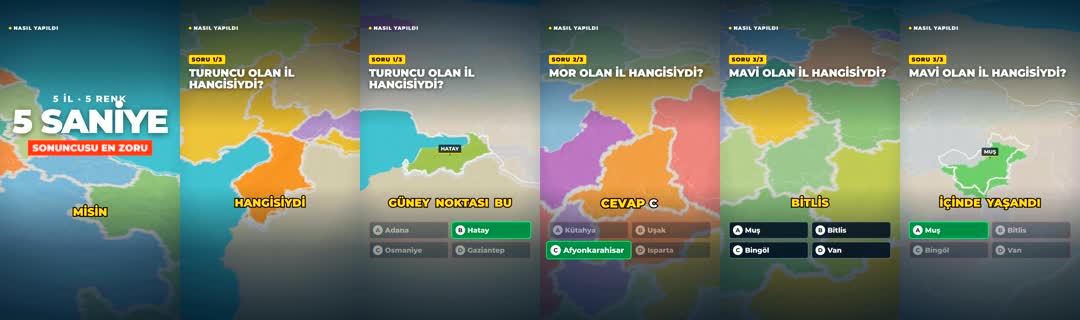 NASIL YAPILDI
5 İL · 5 RENK
5 SANİYE
SONUNCUSU EN ZORU
MİSİN
NASIL YAPILDI
SORU 1/3
TURUNCU OLAN İL
HANGİSİYDİ?
HANGİSİYDİ
NASIL YAPILDI
SORU 1/3
TURUNCU OLAN İL
HANGİSİYDİ?
HATAY
GÜNEY NOKTASI BU
A Adana
B Hatay
C Osmaniye
D Gaziantep
NASIL YAPILDI
SORU 2/3
MOR OLAN İL HANGİSİYDİ?
CEVAP C
A Kütahya
B Uşak
C Afyonkarahisar
D Isparta
NASIL YAPILDI
SORU 3/3
MAVİ OLAN İL HANGİSİYDİ?
BİTLİS
A Muş
B Bitlis
C Bingöl
D Van
NASIL YAPILDI
SORU 3/3
MAVİ OLAN İL HANGİSİYDİ?
MUŞ
İÇİNDE YAŞANDI
A Muş
B Bitlis
C Bingöl
D Van